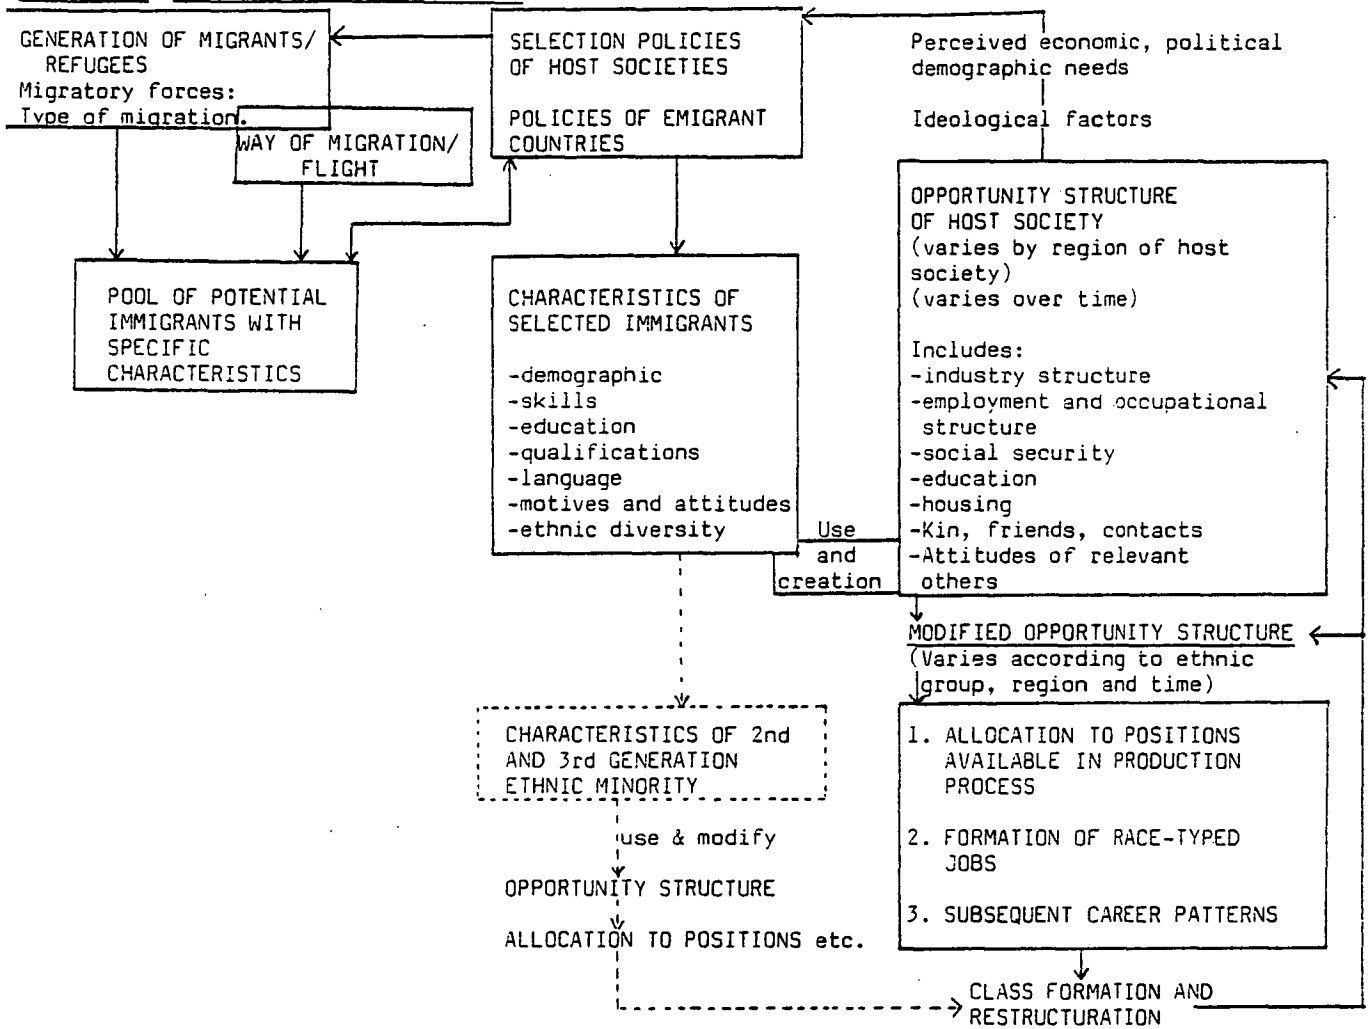 GENERATION OF MIGRANTS/
REFUGEES
Migratory forces:
Type of migration.
WAY OF MIGRATION/
FLIGHT
SELECTION POLICIES
OF HOST SOCIETIES
POLICIES OF EMIGRANT
COUNTRIES
Perceived economic, political
demographic needs
Ideological factors
POOL OF POTENTIAL
IMMIGRANTS WITH
SPECIFIC
CHARACTERISTICS
CHARACTERISTICS OF
SELECTED IMMIGRANTS
-demographic
-skills
-education
-qualifications
-language
-motives and attitudes
-ethnic diversity
Use
and
creation
OPPORTUNITY STRUCTURE
OF HOST SOCIETY
(varies by region of host
society)
(varies over time)
Includes:
-industry structure
-employment and occupational
structure
-social security
-education
-housing
-Kin, friends, contacts
-Attitudes of relevant
others
MODIFIED OPPORTUNITY STRUCTURE
(Varies according to ethnic
group, region and time)
1. ALLOCATION TO POSITIONS
AVAILABLE IN PRODUCTION
PROCESS
2. FORMATION OF RACE-TYPED
JOBS
3. SUBSEQUENT CAREER PATTERNS
CHARACTERISTICS OF 2nd
AND 3rd GENERATION
ETHNIC MINORITY
use & modify
OPPORTUNITY STRUCTURE
ALLOCATION TO POSITIONS etc.
CLASS FORMATION AND
RESTRUCTURATION